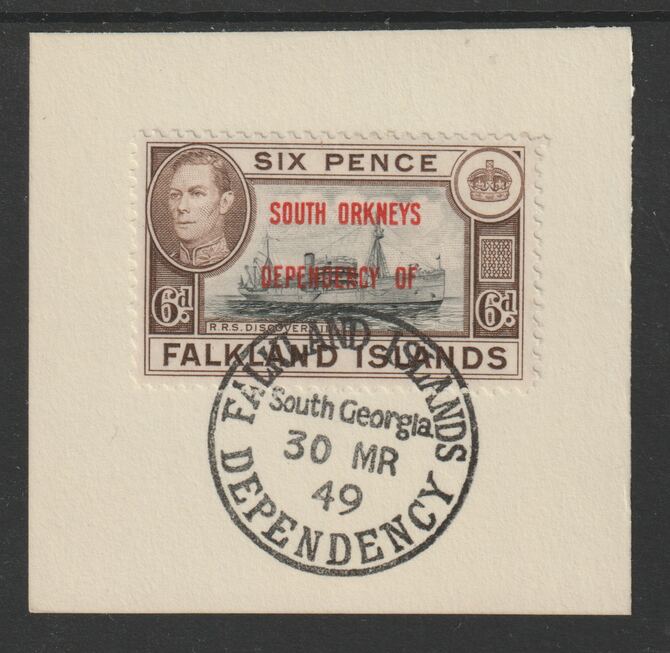 SIX PENCE
SOUTH ORKNEYS
DEPENDENCY OF
6d. 6d.
R.R.S. DISCOVERY II
FALKLAND ISLANDS
FALKLAND ISLANDS
South Georgia
30 MR
49
DEPENDENCY